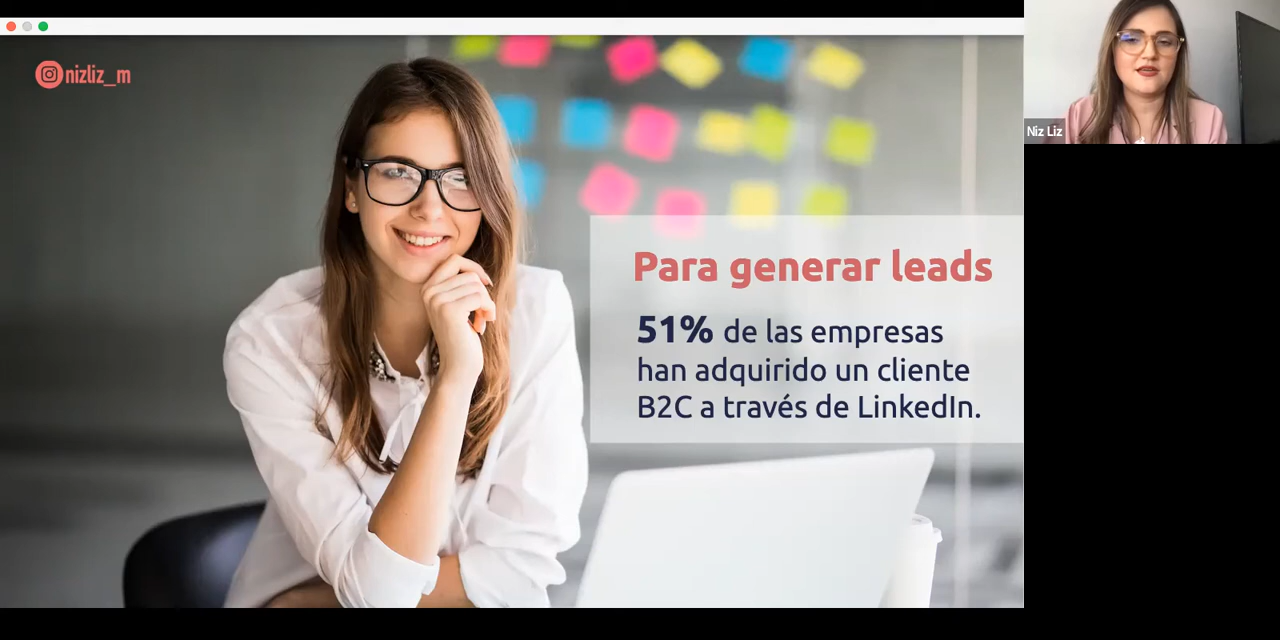 nizliz_m
Niz Liz
Para generar leads
51% de las empresas
han adquirido un cliente
B2C a través de LinkedIn.